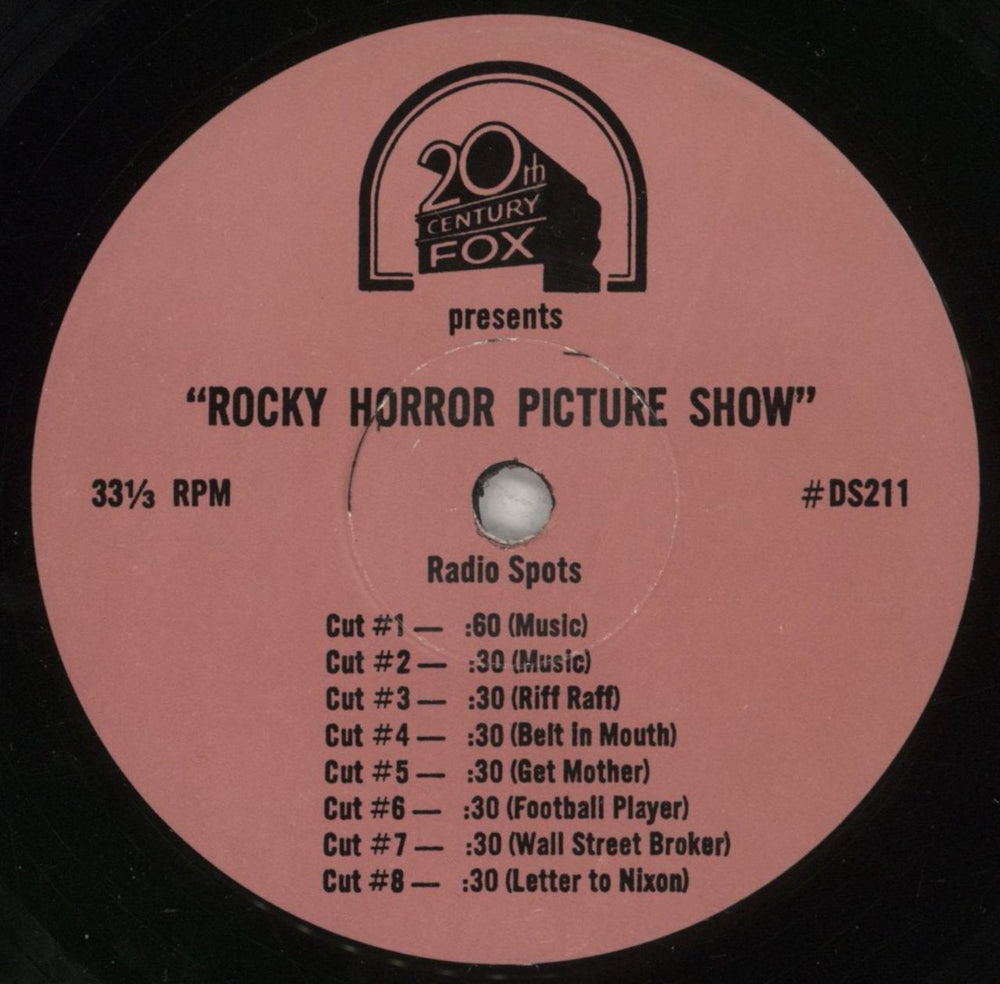 20th
CENTURY
FOX
presents
“ROCKY HORROR PICTURE SHOW”
33⅓ RPM
#DS211
Radio Spots
Cut #1 — :60 (Music)
Cut #2 — :30 (Music)
Cut #3 — :30 (Riff Raff)
Cut #4 — :30 (Belt in Mouth)
Cut #5 — :30 (Get Mother)
Cut #6 — :30 (Football Player)
Cut #7 — :30 (Wall Street Broker)
Cut #8 — :30 (Letter to Nixon)